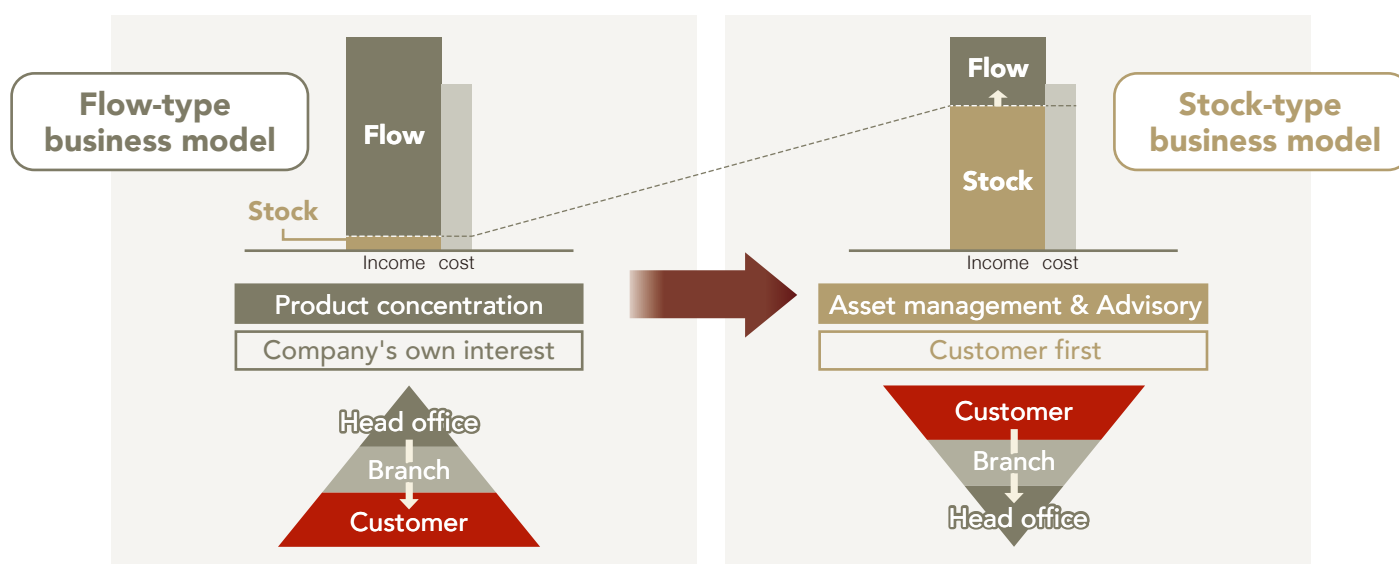 Flow-type
business model
Flow
Stock
Income cost
Product concentration
Company's own interest
Head office
Branch
Customer
Flow
Stock
Stock-type
business model
Income cost
Asset management & Advisory
Customer first
Customer
Branch
Head office